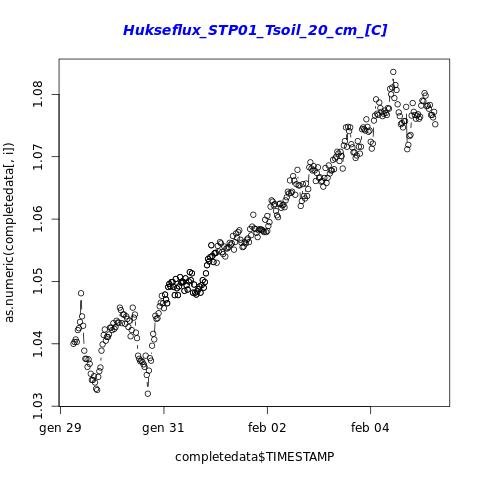 Hukseflux_STP01_Tsoil_20_cm_[C]
as.numeric(completedata[, i])
1.08
1.07
1.06
1.05
1.04
1.03
gen 29 gen 31 feb 02 feb 04
completedata$TIMESTAMP